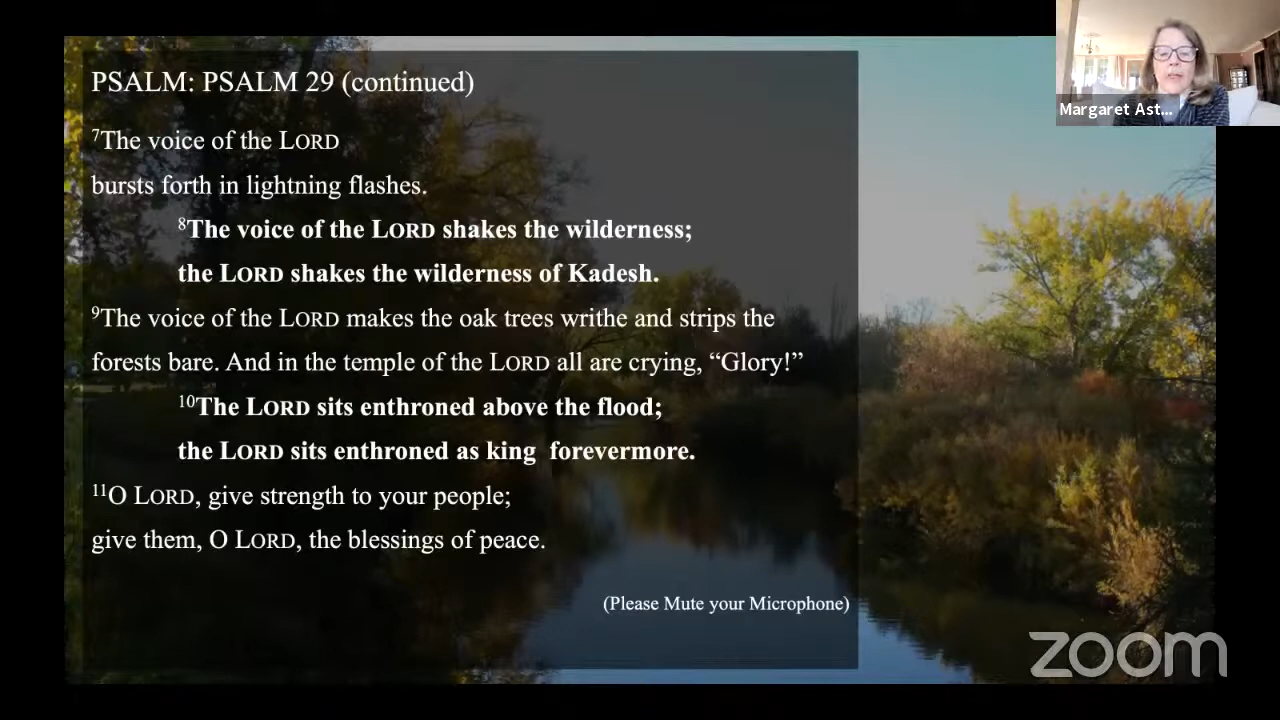 PSALM: PSALM 29 (continued)
⁷The voice of the LORD
bursts forth in lightning flashes.
⁸The voice of the LORD shakes the wilderness;
the LORD shakes the wilderness of Kadesh.
⁹The voice of the LORD makes the oak trees writhe and strips the
forests bare. And in the temple of the LORD all are crying, “Glory!”
¹⁰The LORD sits enthroned above the flood;
the LORD sits enthroned as king  forevermore.
¹¹O LORD, give strength to your people;
give them, O LORD, the blessings of peace.
(Please Mute your Microphone)
Margaret Ast...
zoom